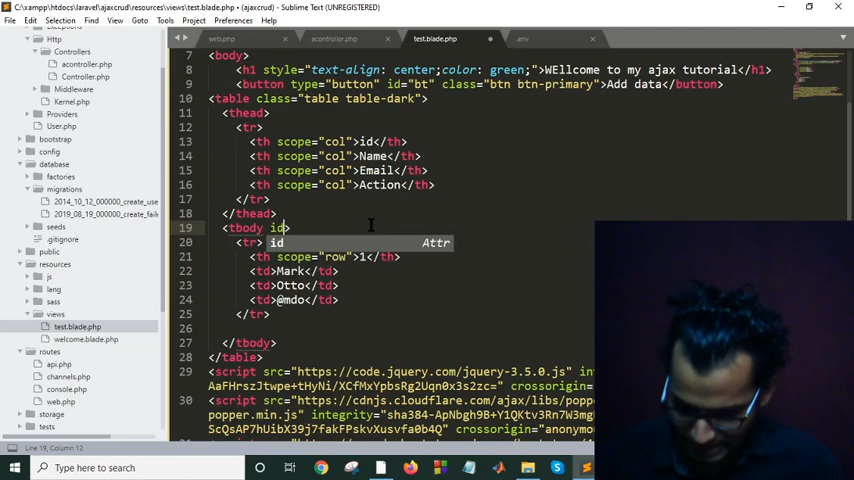 C:\xampp\htdocs\laravel\ajaxcrud\resources\views\test.blade.php • (ajaxcrud) - Sublime Text (UNREGISTERED)
File Edit Selection Find View Goto Tools Project Preferences Help
web.php acontroller.php test.blade.php .env
Http
Controllers
acontroller.php
Controller.php
Middleware
Kernel.php
Providers
User.php
bootstrap
config
database
factories
migrations
2014_10_12_000000_create_use
2019_08_19_000000_create_faile
seeds
.gitignore
public
resources
js
lang
sass
views
test.blade.php
welcome.blade.php
routes
api.php
channels.php
console.php
web.php
storage
tests
7 <body>
8 <h1 style="text-align: center;color: green;">WEllcome to my ajax tutorial</h1>
9 <button type="button" id="bt" class="btn btn-primary">Add data</button>
10 <table class="table table-dark">
11 <thead>
12 <tr>
13 <th scope="col">id</th>
14 <th scope="col">Name</th>
15 <th scope="col">Email</th>
16 <th scope="col">Action</th>
17 </tr>
18 </thead>
19 <tbody id>
id Attr
20 <tr>
21 <th scope="row">1</th>
22 <td>Mark</td>
23 <td>Otto</td>
24 <td>@mdo</td>
25 </tr>
26
27 </tbody>
28 </table>
29 <script src="https://code.jquery.com/jquery-3.5.0.js" in
AaFHrszJtwpe+tHyNi/XCfMxYpbsRg2Uqn0x3s2zc=" crossorigin=
30 <script src="https://cdnjs.cloudflare.com/ajax/libs/popp
popper.min.js" integrity="sha384-ApNbgh9B+Y1QKtv3Rn7W3mg
ScQsAP7hUibX39j7fakFPskvXusvfa0b4Q" crossorigin="anonymo
Line 19, Column 12
Type here to search